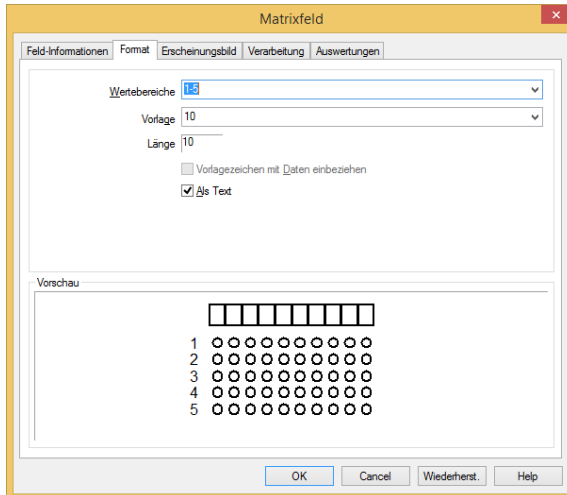 Matrixfeld
Feld-Informationen Format Erscheinungsbild Verarbeitung Auswertungen
Wertebereiche 1-5
Vorlage 10
Länge 10
Vorlagezeichen mit Daten einbeziehen
Als Text
Vorschau
1
2
3
4
5
OK Cancel Wiederherst. Help